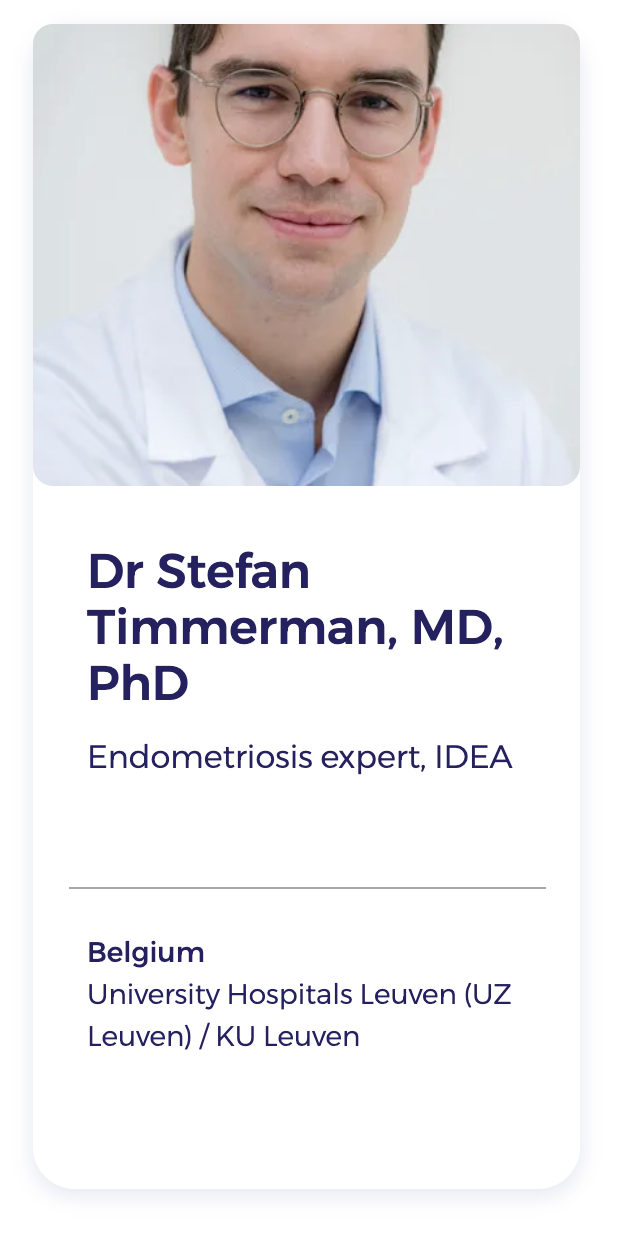 Dr Stefan
Timmerman, MD,
PhD
Endometriosis expert, IDEA
Belgium
University Hospitals Leuven (UZ
Leuven) / KU Leuven